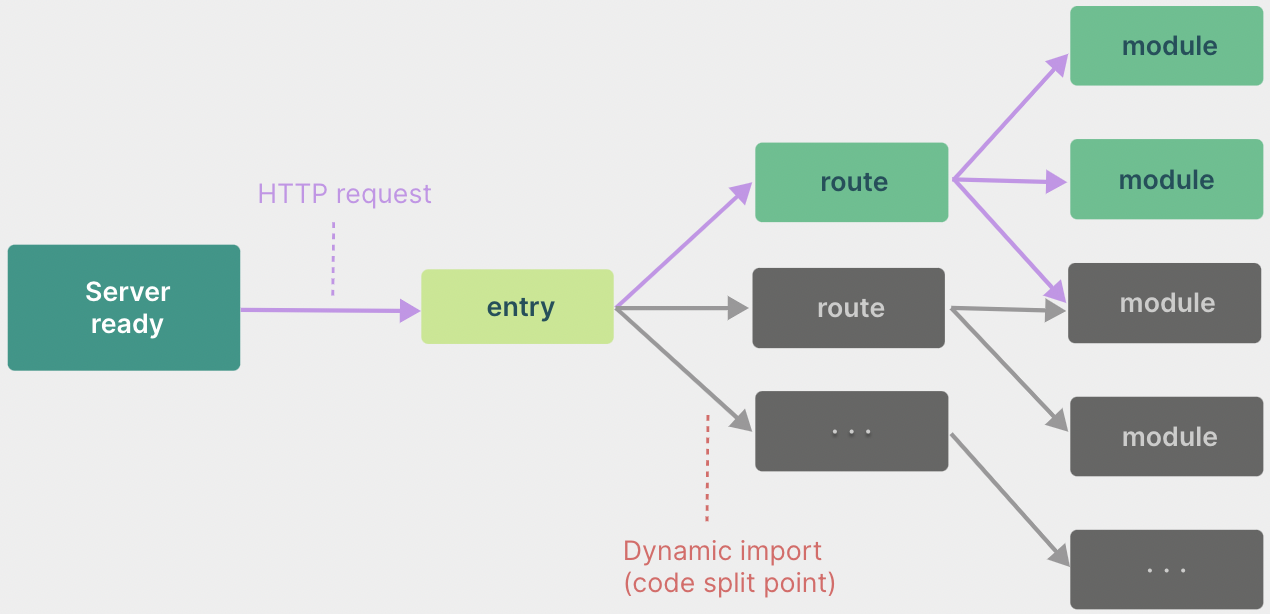 HTTP request
Server
ready
entry
route
route
. . .
Dynamic import
(code split point)
module
module
module
module
. . .